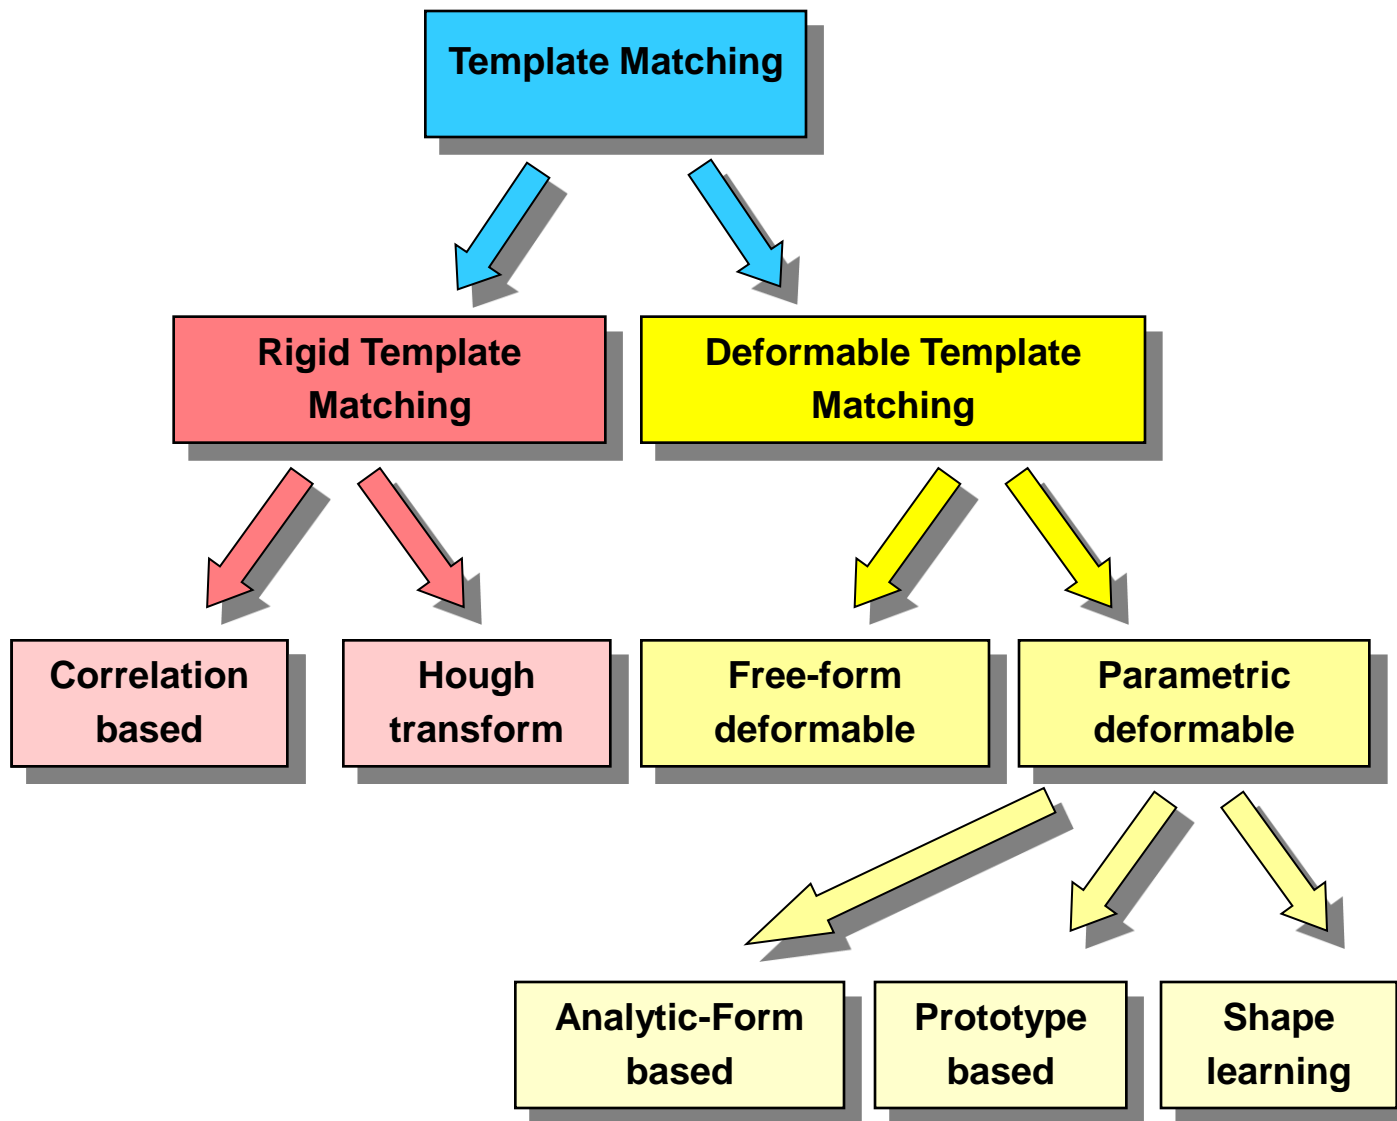 Template Matching
Rigid Template
Matching
Deformable Template
Matching
Correlation
based
Hough
transform
Free-form
deformable
Parametric
deformable
Analytic-Form
based
Prototype
based
Shape
learning